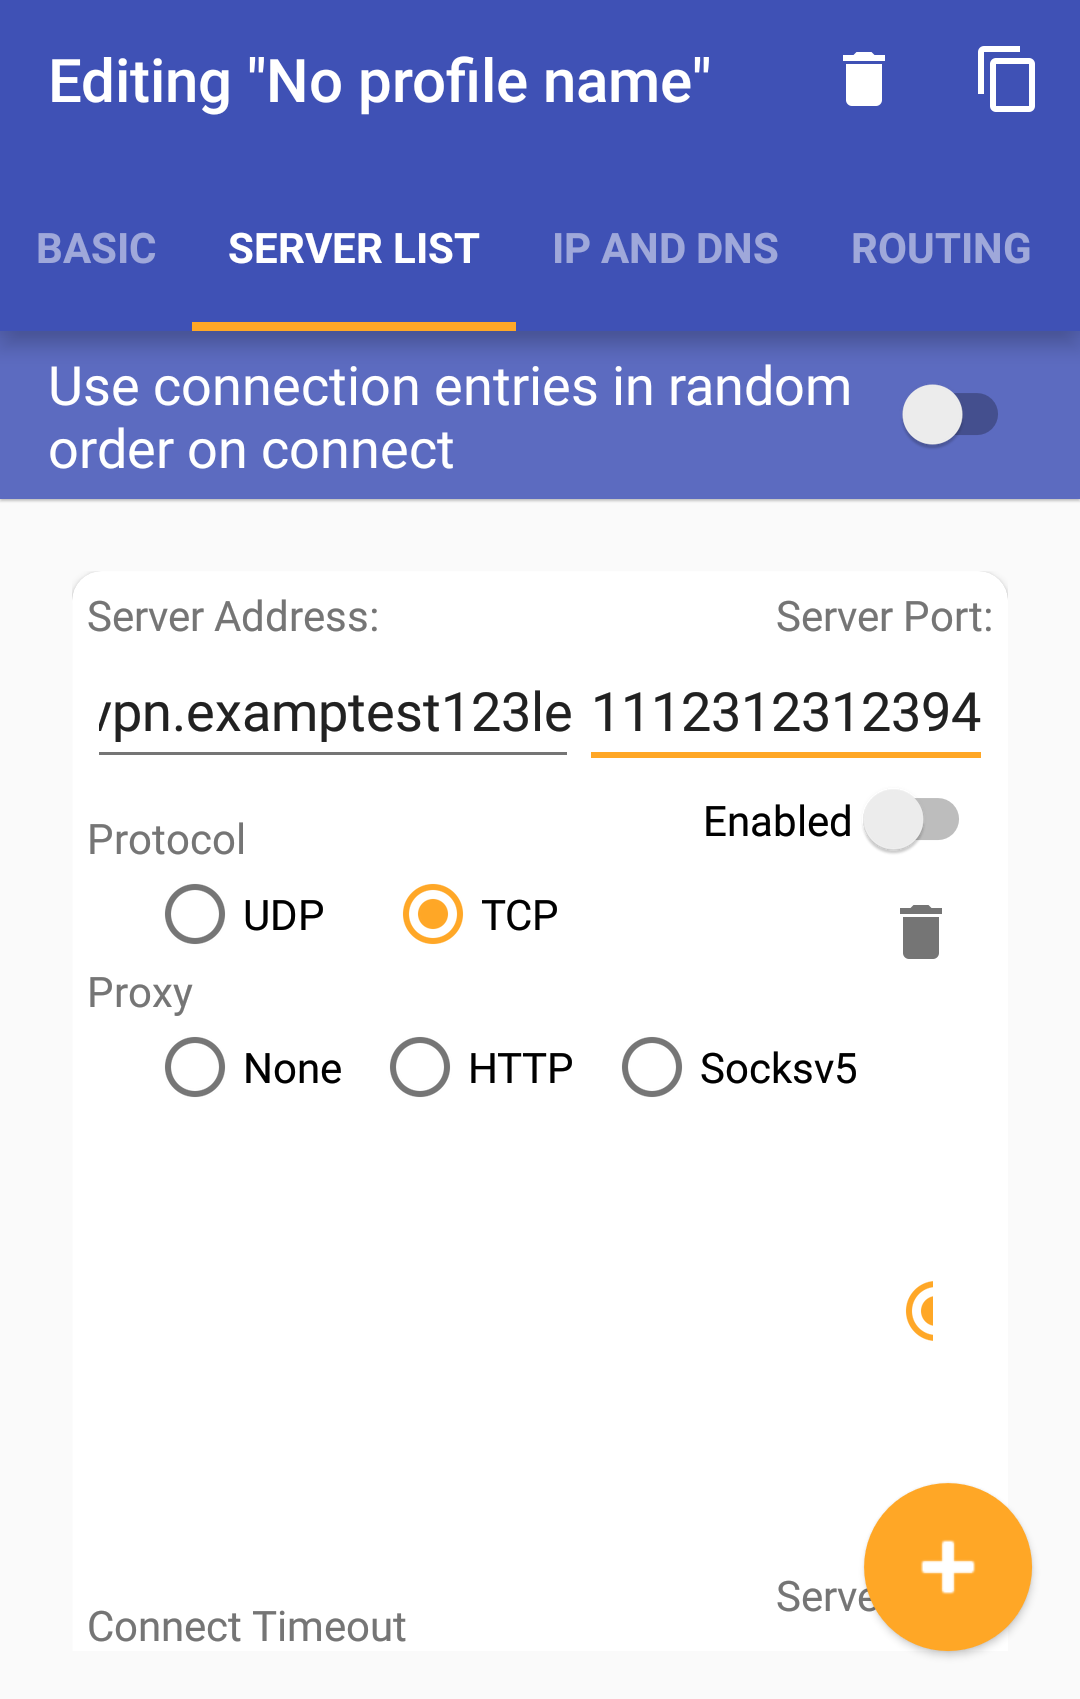 Editing "No profile name"
BASIC SERVER LIST IP AND DNS ROUTING
Use connection entries in random
order on connect
Server Address: Server Port:
vpn.examptest123le 1112312312394
Enabled
Protocol
UDP TCP
Proxy
None HTTP Socksv5
Serve
Connect Timeout